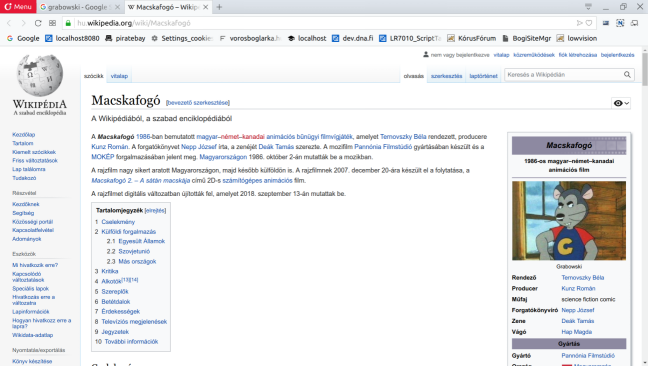 Menu
grabowski - Google
Macskafogó – Wikip
hu.wikipedia.org/wiki/Macskafogó
Google
localhost8080
piratebay
Settings_cookie
vorosboglarka.h
localhost
dev.dna.fi
LR7010_ScriptTa
KórusFórum
BogiSiteMgr
lowvision
nem vagy bejelentkezve vitalap közreműködések fiók létrehozása bejelentkezés
szócikk vitalap
olvasás szerkesztés laptörténet
Keresés a Wikipédián
WIKIPÉDIA
A szabad enciklopédia
Kezdőlap
Tartalom
Kiemelt szócikkek
Friss változtatások
Lap találomra
Tudakozó
Részvétel
Kezdőknek
Segítség
Közösségi portál
Kapcsolatfelvétel
Adományok
Eszközök
Mi hivatkozik erre?
Kapcsolódó
változtatások
Speciális lapok
Hivatkozás erre a
változatra
Lapinformációk
Hogyan hivatkozz erre a
lapra?
Wikidata-adatlap
Nyomtatás/exportálás
Könyv készítése
Macskafogó [bevezető szerkesztése]
A Wikipédiából, a szabad enciklopédiából
A Macskafogó 1986-ban bemutatott magyar–német–kanadai animációs bűnügyi filmvígjáték, amelyet Ternovszky Béla rendezett, producere
Kunz Román. A forgatókönyvet Nepp József írta, a zenéjét Deák Tamás szerezte. A mozifilm Pannónia Filmstúdió gyártásában készült és a
MOKÉP forgalmazásában jelent meg. Magyarországon 1986. október 2-án mutatták be a mozikban.
A rajzfilm nagy sikert aratott Magyarországon, majd később külföldön is. A rajzfilmnek 2007. december 20-ára készült el a folytatása, a
Macskafogó 2. – A sátán macskája című 2D-s számítógépes animációs film.
A rajzfilmet digitális változatban újították fel, amelyet 2018. szeptember 13-án mutattak be.
Tartalomjegyzék [elrejtés]
1 Cselekmény
2 Külföldi forgalmazás
2.1 Egyesült Államok
2.2 Szovjetunió
2.3 Más országok
3 Kritika
4 Alkotók[13][14]
5 Szereplők
6 Betétdalok
7 Érdekességek
8 Televíziós megjelenések
9 Jegyzetek
10 További információk
Macskafogó
1986-os magyar–német–kanadai
animációs film
C
Grabowski
Rendező Ternovszky Béla
Producer Kunz Román
Műfaj science fiction comic
Forgatókönyvíró Nepp József
Zene Deák Tamás
Vágó Hap Magda
Gyártás
Gyártó Pannónia Filmstúdió